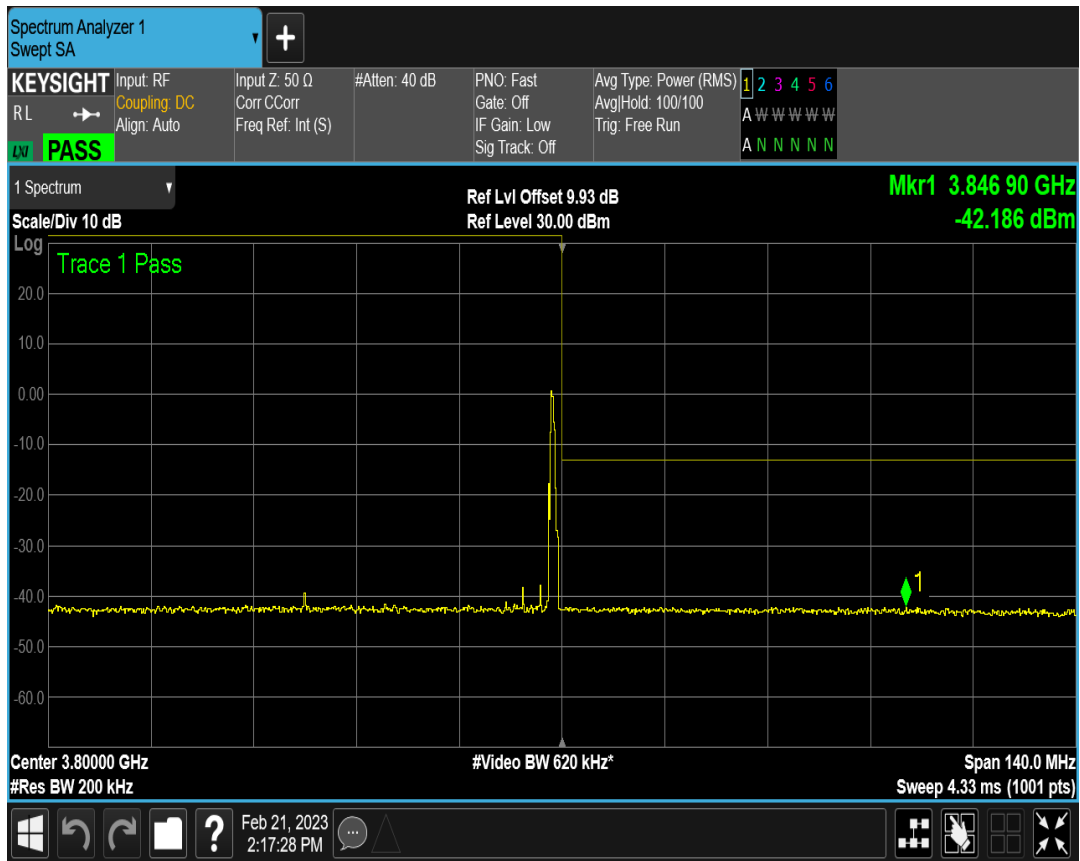 Spectrum Analyzer 1
Swept SA
+
KEYSIGHT
R L
LXI PASS
Input: RF
Coupling: DC
Align: Auto
Input Z: 50 Ω
Corr CCorr
Freq Ref: Int (S)
#Atten: 40 dB
PNO: Fast
Gate: Off
IF Gain: Low
Sig Track: Off
Avg Type: Power (RMS)
Avg|Hold: 100/100
Trig: Free Run
1 2 3 4 5 6
A W W W W W
A N N N N N
1 Spectrum
Scale/Div 10 dB
Ref Lvl Offset 9.93 dB
Ref Level 30.00 dBm
Mkr1 3.846 90 GHz
-42.186 dBm
Log
Trace 1 Pass
20.0
10.0
0.00
-10.0
-20.0
-30.0
-40.0
1
-50.0
-60.0
Center 3.80000 GHz
#Video BW 620 kHz*
Span 140.0 MHz
#Res BW 200 kHz
Sweep 4.33 ms (1001 pts)
?
Feb 21, 2023
2:17:28 PM